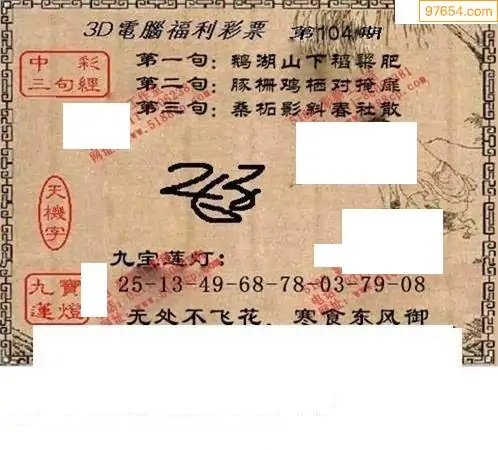 97654.com
3D電腦福利彩票 第104期
中彩
三句經
第一句：鹅湖山下稻粱肥
第二句：豚栅鸡栖对掩扉
第三句：桑柘影斜春社散
天機字
九宝莲灯：
九寶蓮燈
25-13-49-68-78-03-79-08
无处不飞花，寒食东风御